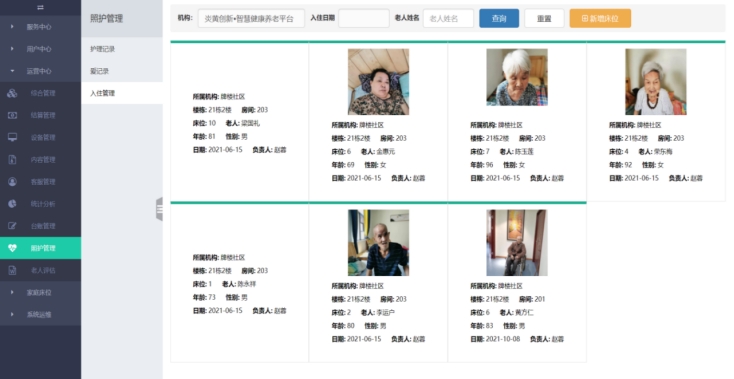 照护管理
机构: 炎黄创新•智慧健康养老平台 入住日期 老人姓名 老人姓名 查询 重置 新增床位
服务中心
用户中心
运营中心
综合管理
结算管理
设备管理
内容管理
客服管理
统计分析
台账管理
照护管理
老人评估
家庭床位
系统运维
护理记录
爱记录
入住管理
所属机构: 牌楼社区
楼栋: 21栋2楼 房间: 203
床位: 10 老人: 梁国礼
年龄: 81 性别: 男
日期: 2021-06-15 负责人: 赵蓉
所属机构: 牌楼社区
楼栋: 21栋2楼 房间: 203
床位: 6 老人: 金惠元
年龄: 69 性别: 女
日期: 2021-06-15 负责人: 赵蓉
所属机构: 牌楼社区
楼栋: 21栋2楼 房间: 203
床位: 7 老人: 陈玉莲
年龄: 96 性别: 女
日期: 2021-06-15 负责人: 赵蓉
所属机构: 牌楼社区
楼栋: 21栋2楼 房间: 203
床位: 4 老人: 荣东梅
年龄: 92 性别: 女
日期: 2021-06-15 负责人: 赵蓉
所属机构: 牌楼社区
楼栋: 21栋2楼 房间: 203
床位: 1 老人: 陈永祥
年龄: 73 性别: 男
日期: 2021-06-15 负责人: 赵蓉
所属机构: 牌楼社区
楼栋: 21栋2楼 房间: 203
床位: 2 老人: 李运户
年龄: 80 性别: 男
日期: 2021-06-15 负责人: 赵蓉
所属机构: 牌楼社区
楼栋: 21栋2楼 房间: 201
床位: 6 老人: 黄方仁
年龄: 83 性别: 男
日期: 2021-10-08 负责人: 赵蓉